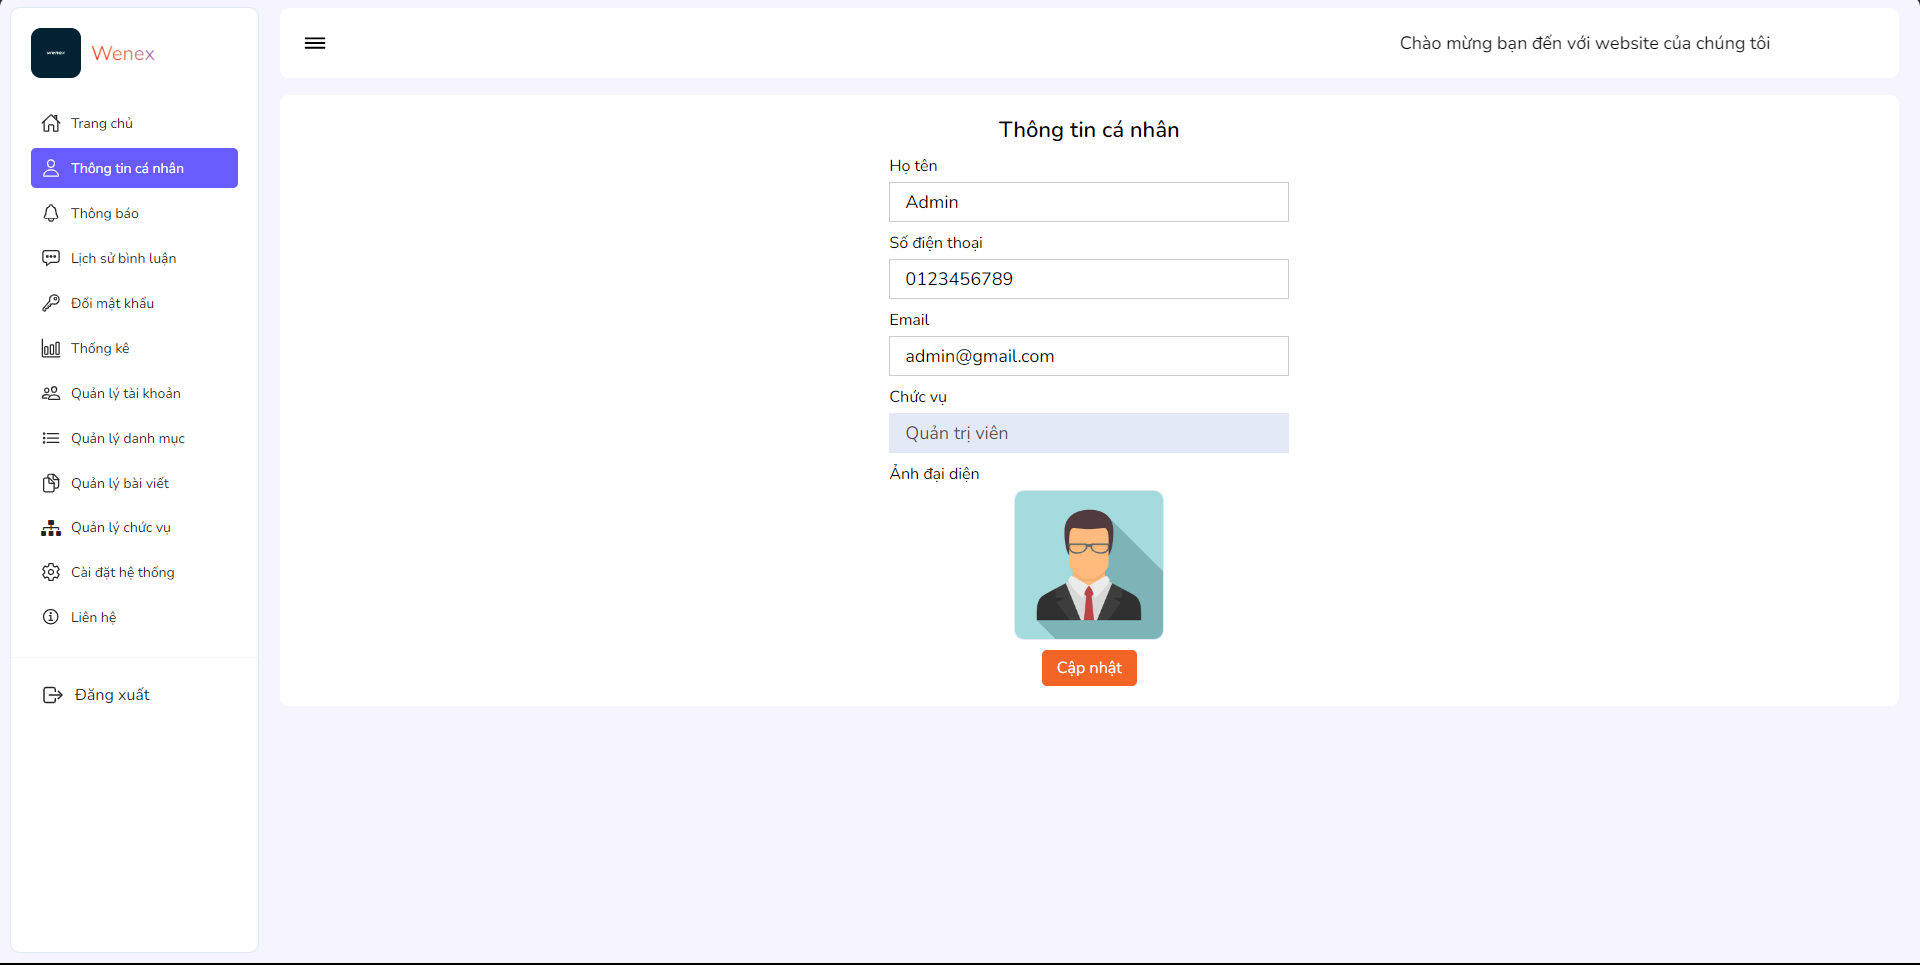 wenex
Wenex
Trang chủ
Thông tin cá nhân
Thông báo
Lịch sử bình luận
Đổi mật khẩu
Thống kê
Quản lý tài khoản
Quản lý danh mục
Quản lý bài viết
Quản lý chức vụ
Cài đặt hệ thống
Liên hệ
Đăng xuất
Chào mừng bạn đến với website của chúng tôi
Thông tin cá nhân
Họ tên
Admin
Số điện thoại
0123456789
Email
admin@gmail.com
Chức vụ
Quản trị viên
Ảnh đại diện
Cập nhật